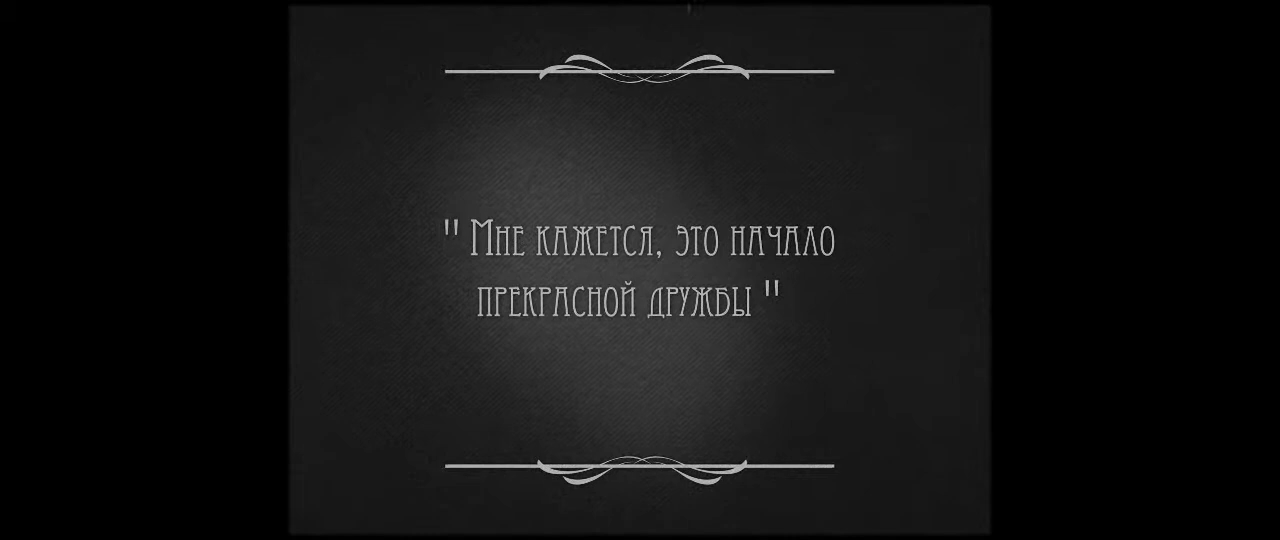 " Мне кажется, это начало
прекрасной дружбы "